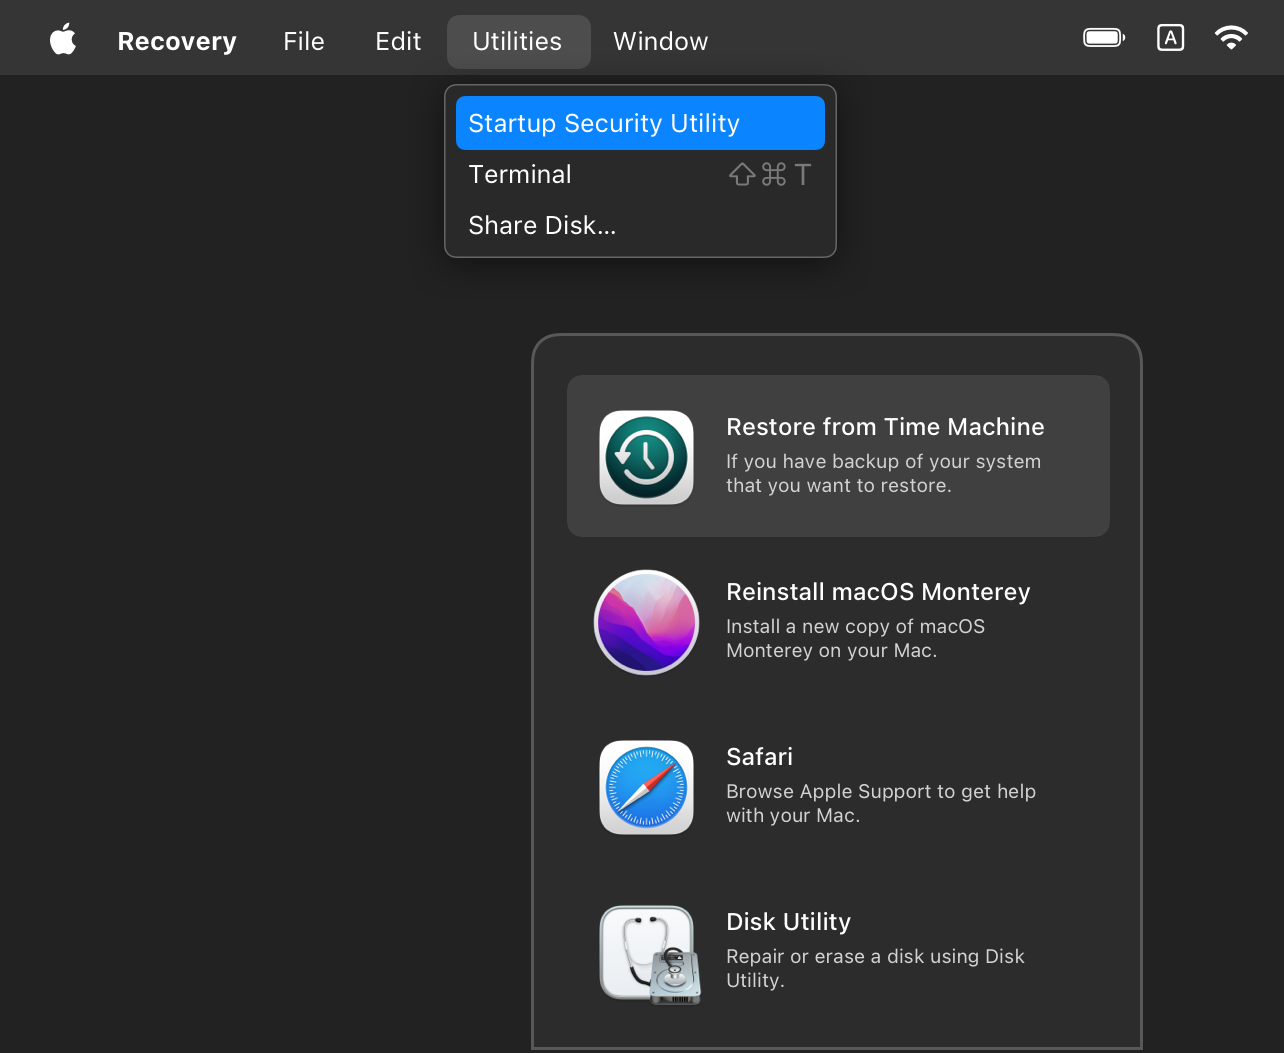 Recovery File Edit Utilities Window A
Startup Security Utility
Terminal ⇧⌘ T
Share Disk...
Restore from Time Machine
If you have backup of your system
that you want to restore.
Reinstall macOS Monterey
Install a new copy of macOS
Monterey on your Mac.
Safari
Browse Apple Support to get help
with your Mac.
Disk Utility
Repair or erase a disk using Disk
Utility.